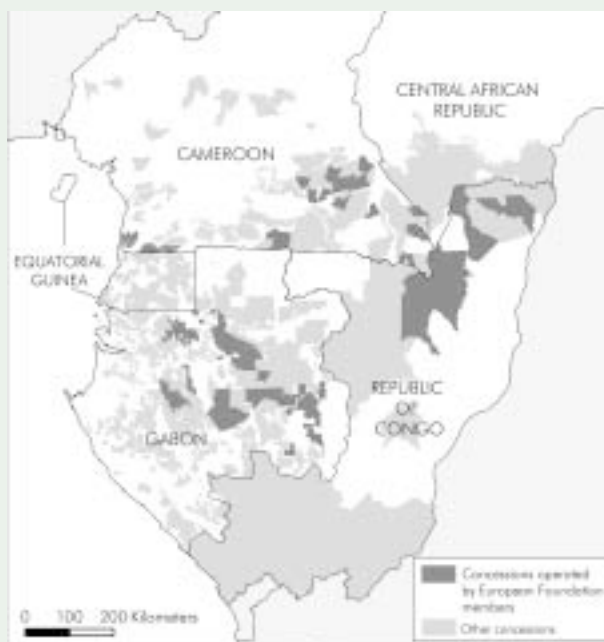 CENTRAL AFRICAN
REPUBLIC
CAMEROON
EQUATORIAL
GUINEA
REPUBLIC
OF
CONGO
GABON
Concessions operated
by European Foundation
members
Other concessions
0 100 200 Kilometers